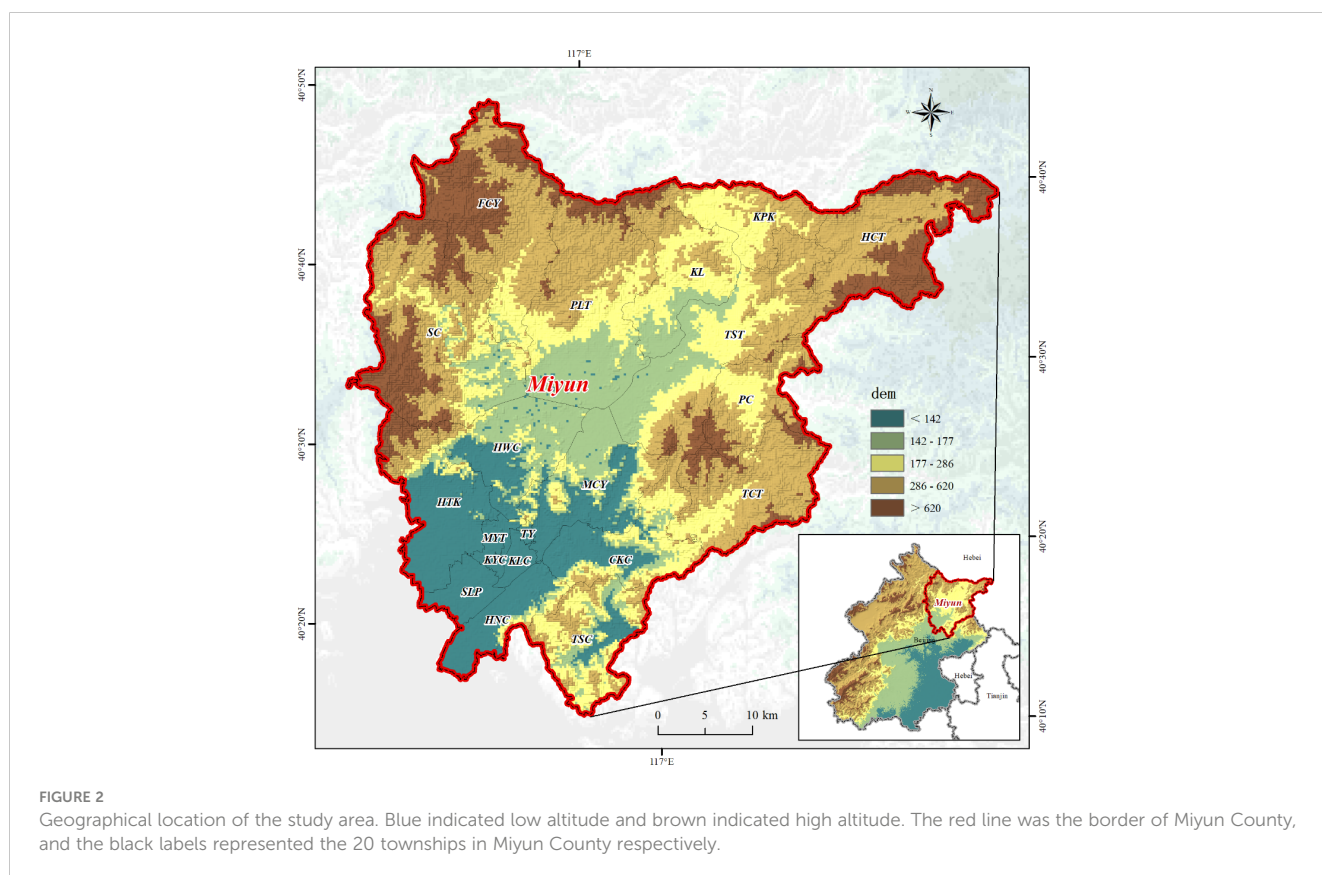 117°E
40°50'N
N
W
E
S
40°40'N
FCY
KPK
HCT
40°40'N
KL
PLT
SC
TST
40°30'N
Miyun
PC
dem
< 142
142 - 177
177 - 286
286 - 620
> 620
40°30'N
HWC
MCY
TCT
HTK
MYT
TY
40°20'N
KYC
KEC
CKC
Hebei
SLP
Miyun
HNC
40°20'N
TSC
Beijing
Hebei
Tianjin
0 5 10 km
40°10'N
117°E
FIGURE 2
Geographical location of the study area. Blue indicated low altitude and brown indicated high altitude. The red line was the border of Miyun County,
and the black labels represented the 20 townships in Miyun County respectively.